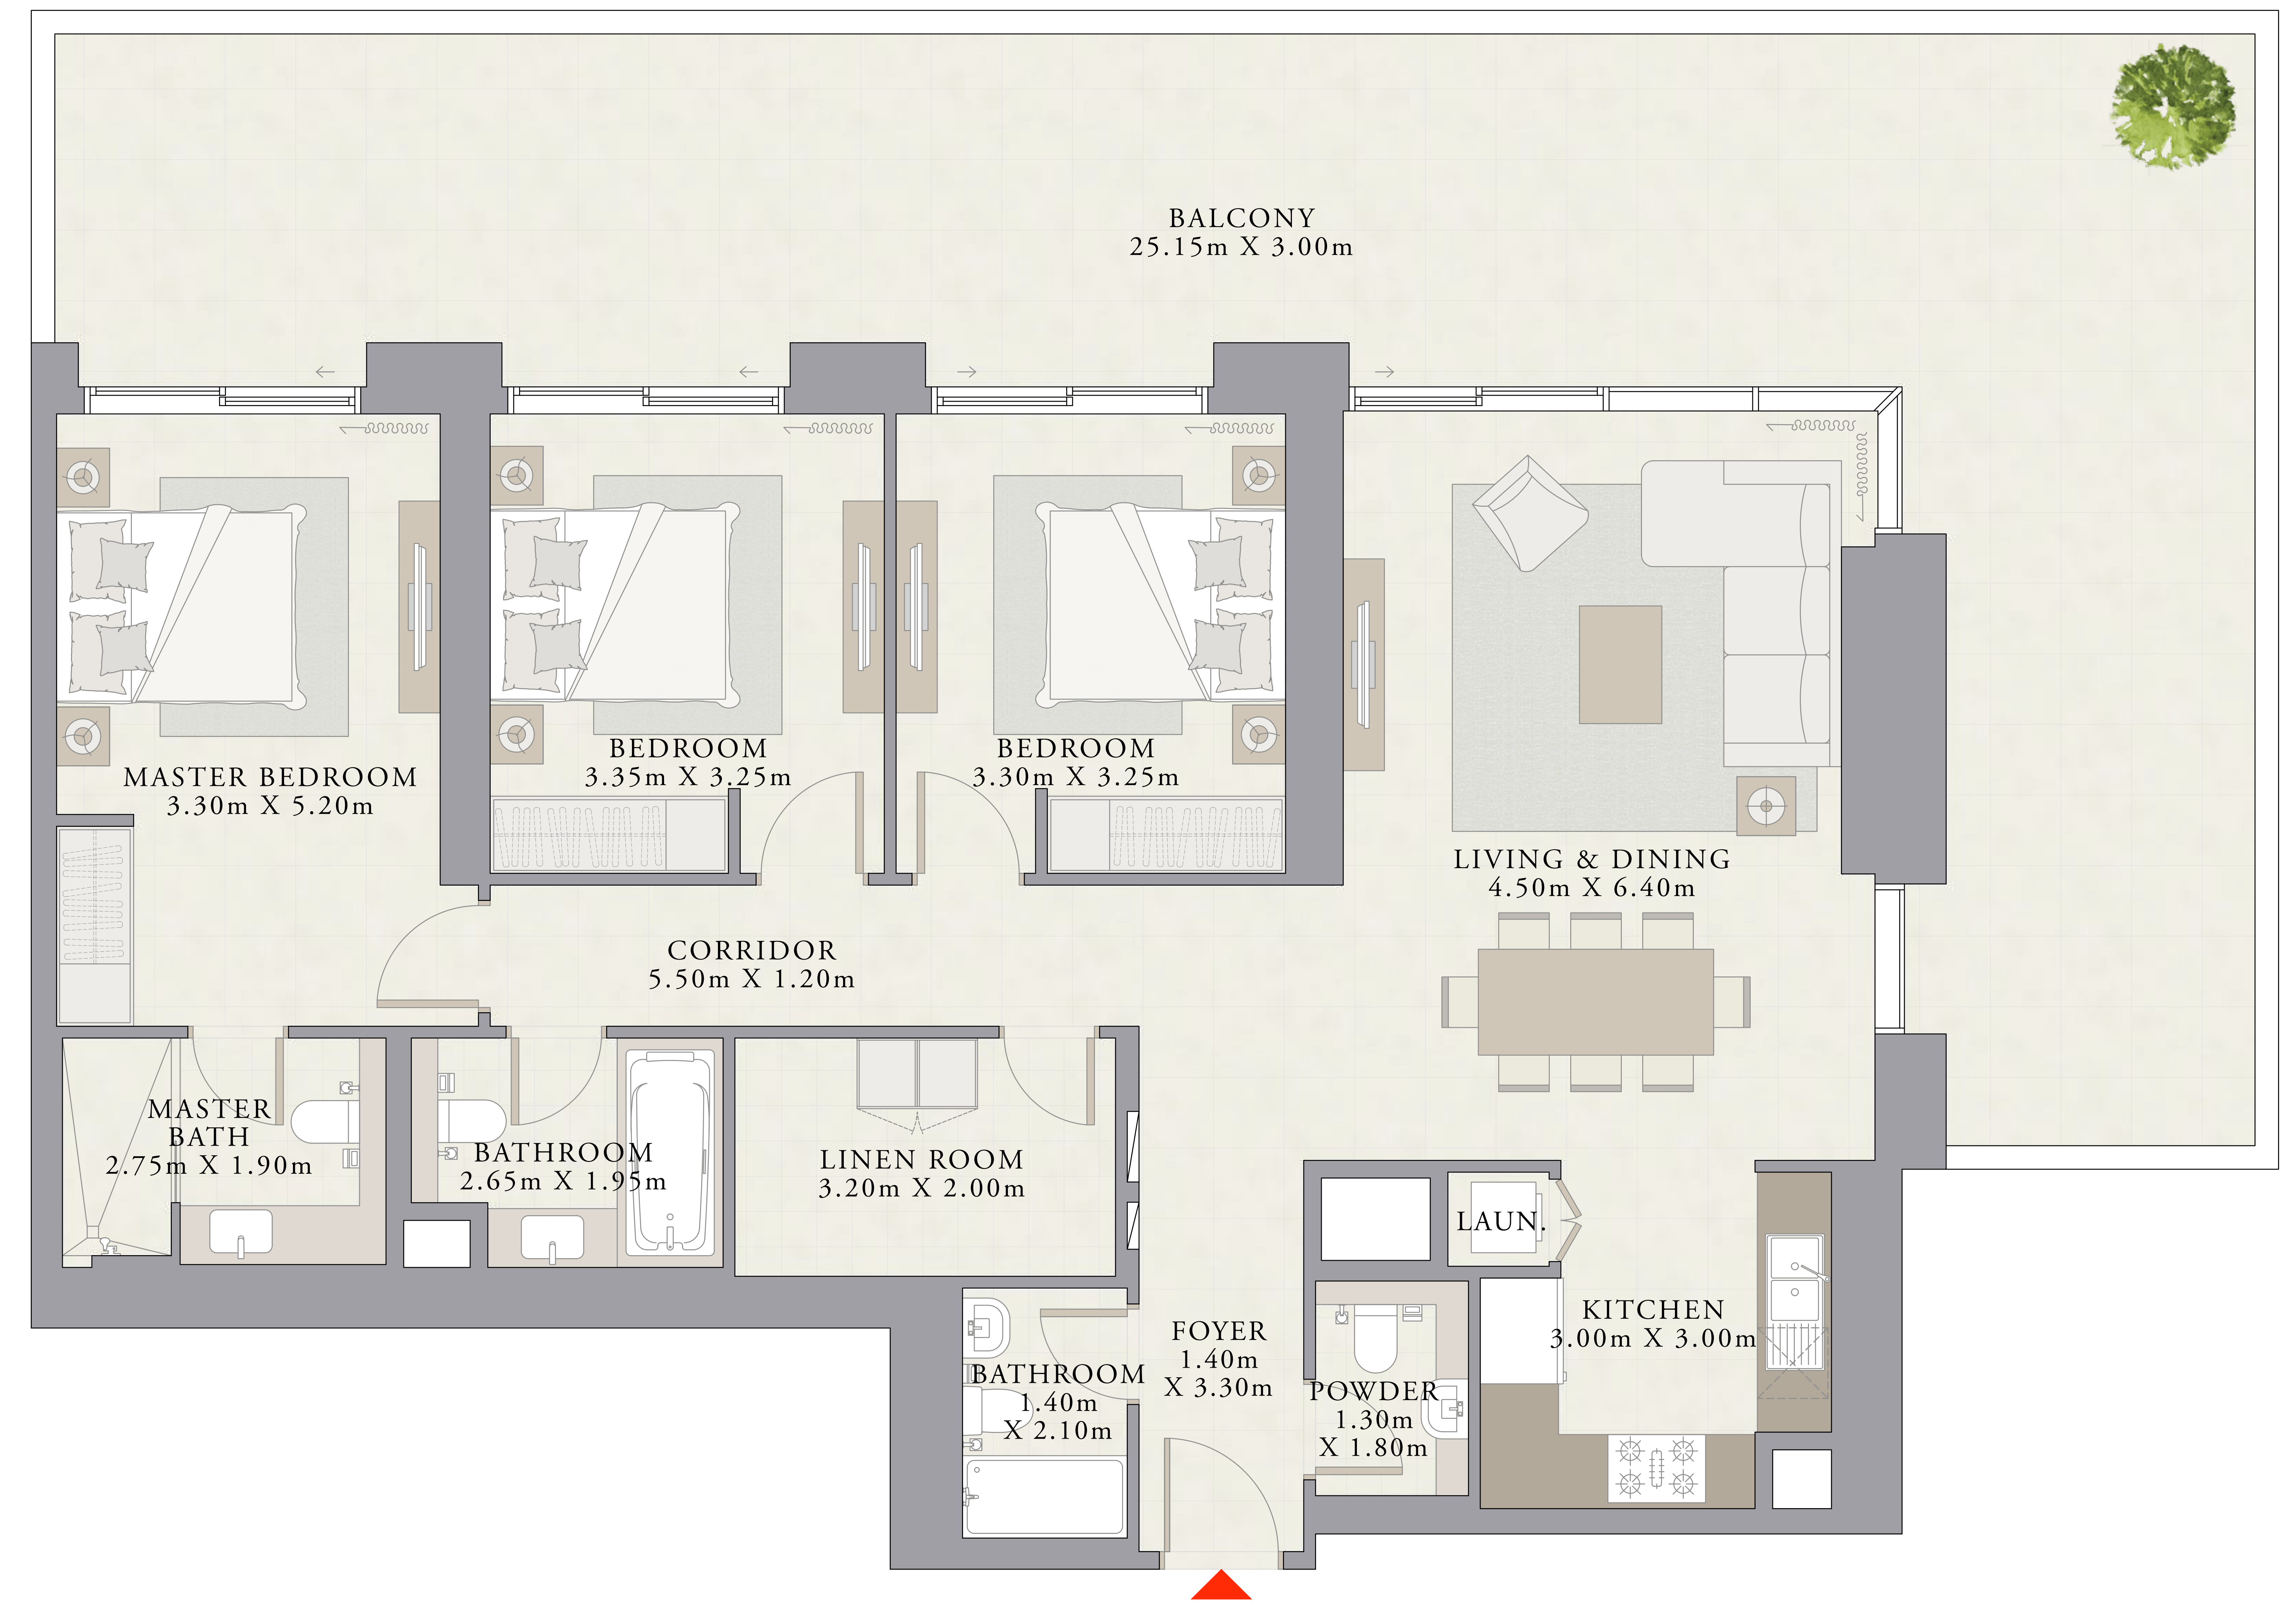 BALCONY
25.15m X 3.00m
MASTER BEDROOM
3.30m X 5.20m
BEDROOM
3.35m X 3.25m
BEDROOM
3.30m X 3.25m
LIVING & DINING
4.50m X 6.40m
CORRIDOR
5.50m X 1.20m
MASTER
BATH
2.75m X 1.90m
BATHROOM
2.65m X 1.95m
LINEN ROOM
3.20m X 2.00m
LAUN.
KITCHEN
3.00m X 3.00m
FOYER
1.40m
X 3.30m
BATHROOM
1.40m
X 2.10m
POWDER
1.30m
X 1.80m